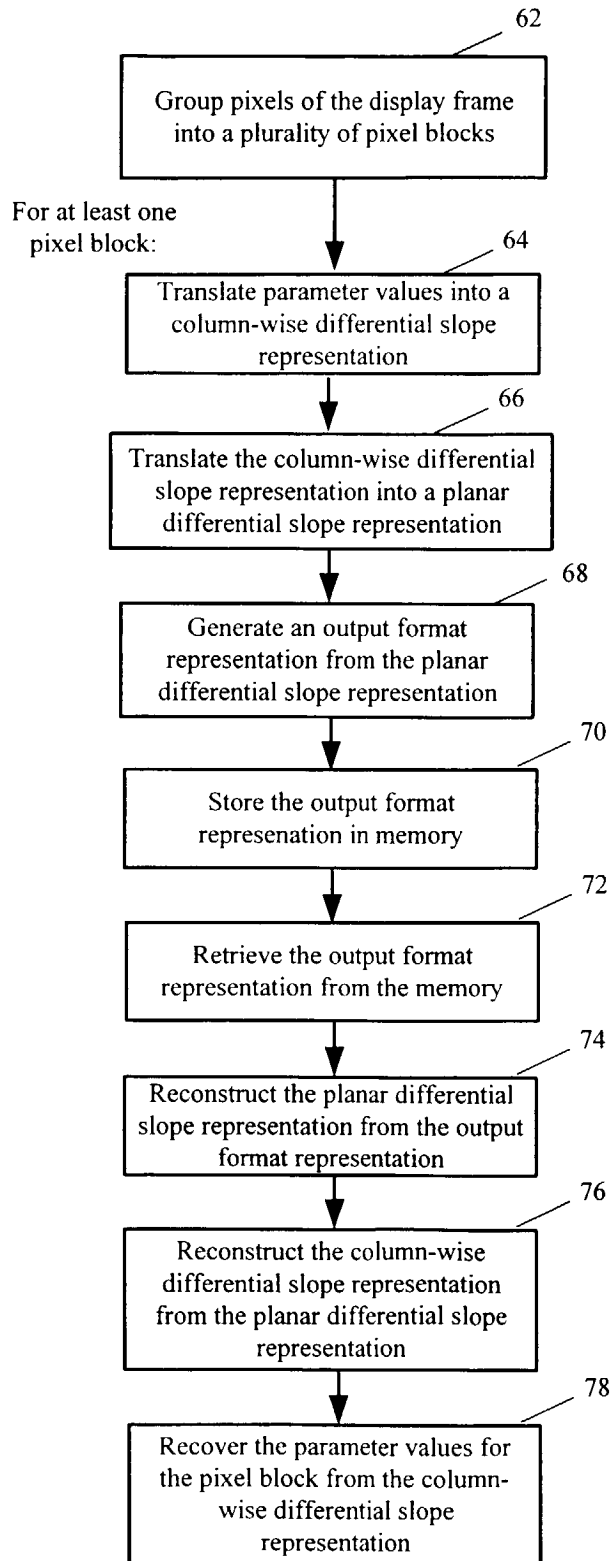 62
Group pixels of the display frame
into a plurality of pixel blocks
For at least one
pixel block:
64
Translate parameter values into a
column-wise differential slope
representation
66
Translate the column-wise differential
slope representation into a planar
differential slope representation
68
Generate an output format
representation from the planar
differential slope representation
70
Store the output format
represenation in memory
72
Retrieve the output format
representation from the memory
74
Reconstruct the planar differential
slope representation from the output
format representation
76
Reconstruct the column-wise
differential slope representation
from the planar differential slope
representation
78
Recover the parameter values for
the pixel block from the column-
wise differential slope
representation